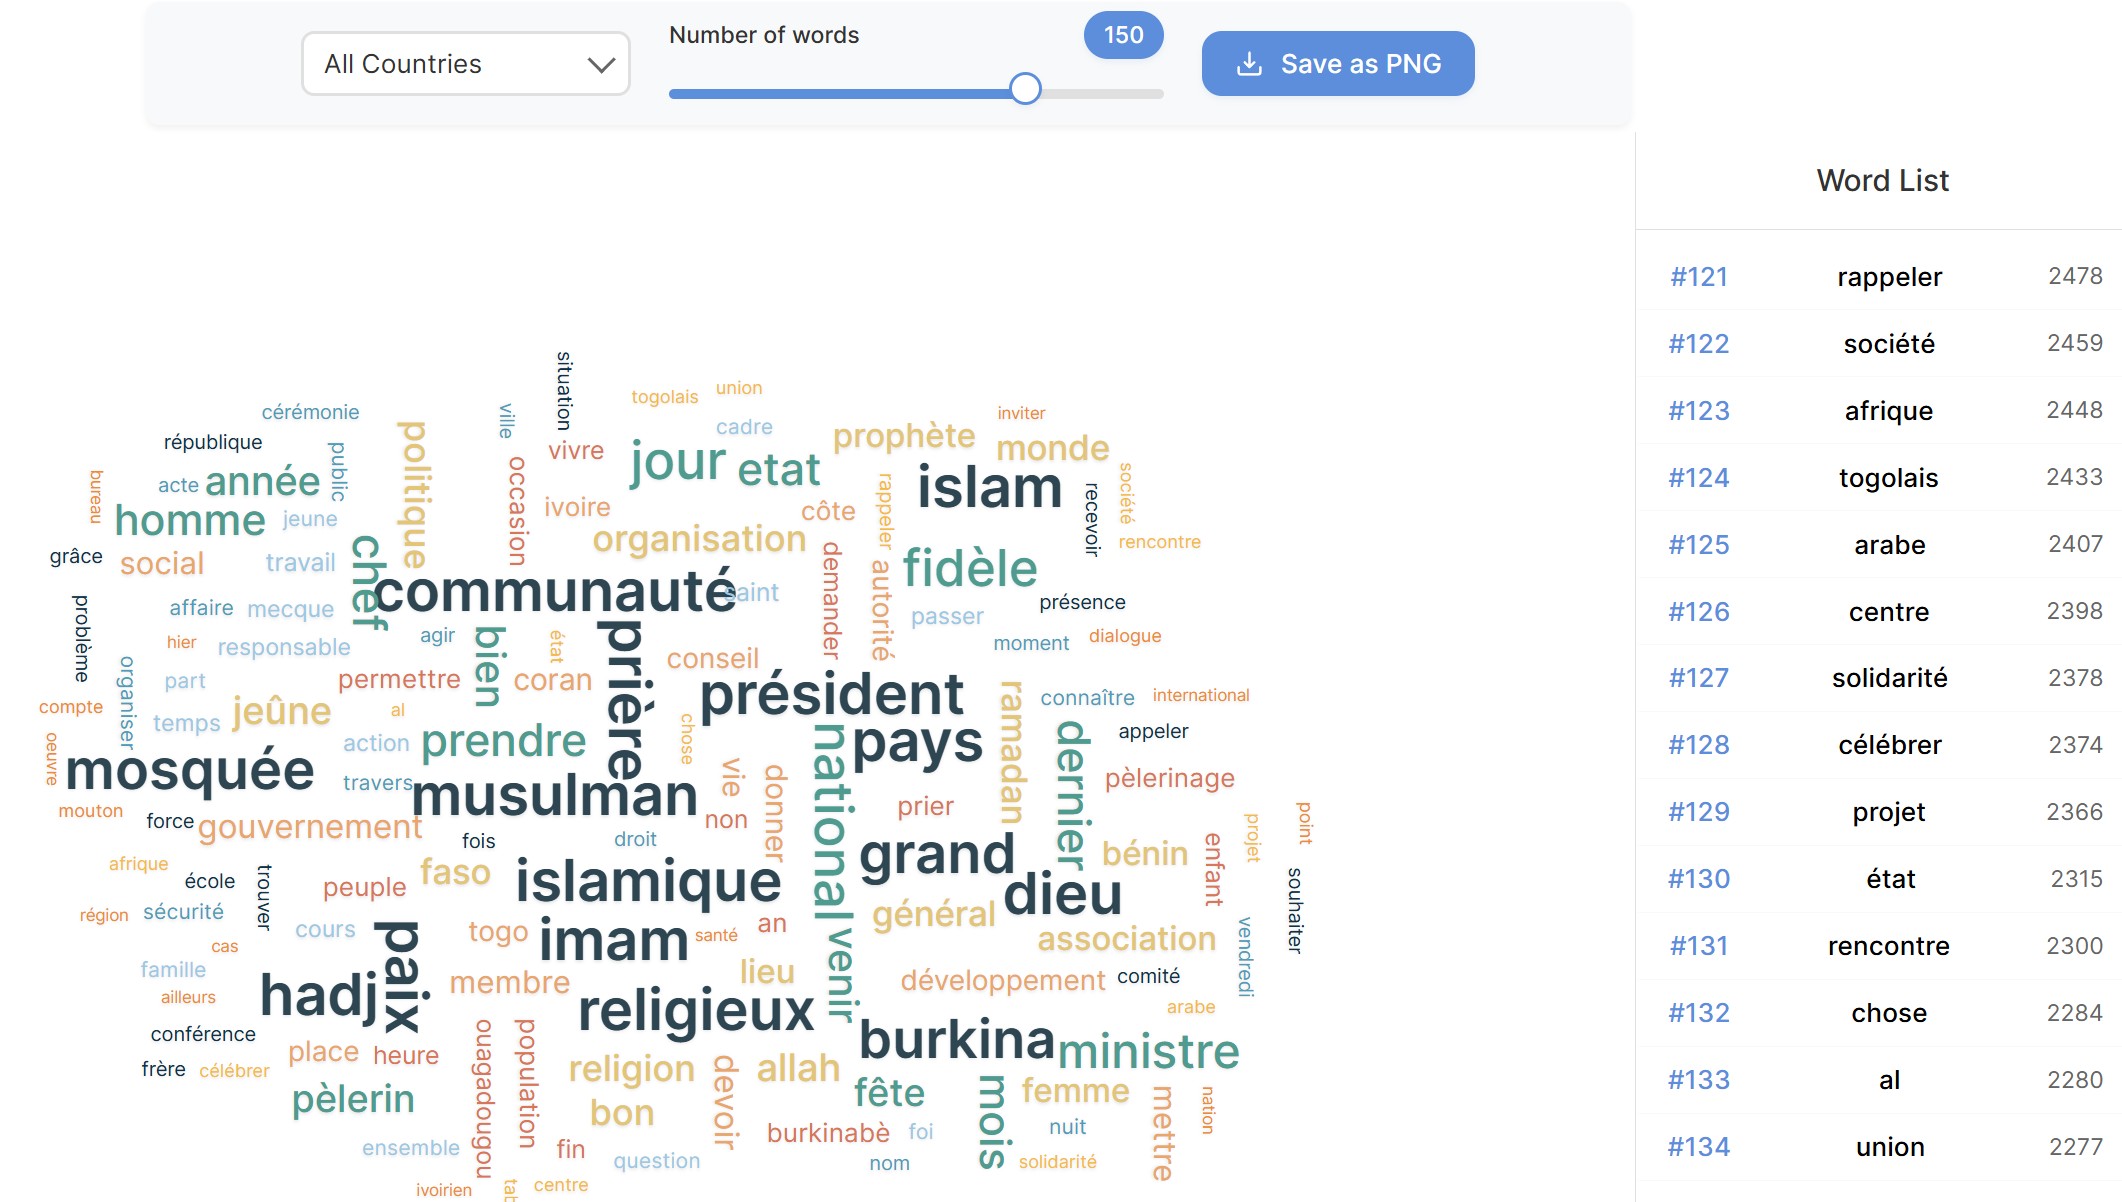 All Countries
Number of words
150
Save as PNG
Word List
#121 rappeler 2478
#122 société 2459
#123 afrique 2448
#124 togolais 2433
#125 arabe 2407
#126 centre 2398
#127 solidarité 2378
#128 célébrer 2374
#129 projet 2366
#130 état 2315
#131 rencontre 2300
#132 chose 2284
#133 al 2280
#134 union 2277
situation
togolais
union
cérémonie
ville
inviter
république
public
politique
vivre
cadre
prophète
monde
bureau
acte
année
occasion
jour
etat
rappeler
islam
recevoir
société
homme
jeune
ivoire
côte
organisation
rencontre
grâce
social
travail
chef
communauté
saint
demander
autorité
fidèle
problème
affaire
mecque
passer
présence
hier
responsable
agir
bien
état
prière
conseil
moment
dialogue
organiser
part
permettre
coran
président
ramadan
connaître
international
compte
temps
jeûne
al
chose
appeler
oeuvre
action
prendre
national
pays
dernier
mosquée
travers
musulman
vie
donner
pèlerinage
mouton
force
gouvernement
fois
droit
non
prier
grand
bénin
enfant
projet
point
afrique
école
trouver
peuple
faso
islamique
dieu
souhaiter
région
sécurité
cours
paix
togo
imam
santé
an
général
association
vendredi
cas
famille
ailleurs
hadj
membre
lieu
venir
développement
comité
religieux
arabe
conférence
place
heure
burkina
ministre
frère
célébrer
ouagapougou
population
religion
devoir
allah
pèlerin
bon
fête
mois
femme
mettre
nation
ensemble
fin
question
burkinabè
foi
nuit
nom
solidarité
ivoirien
centre